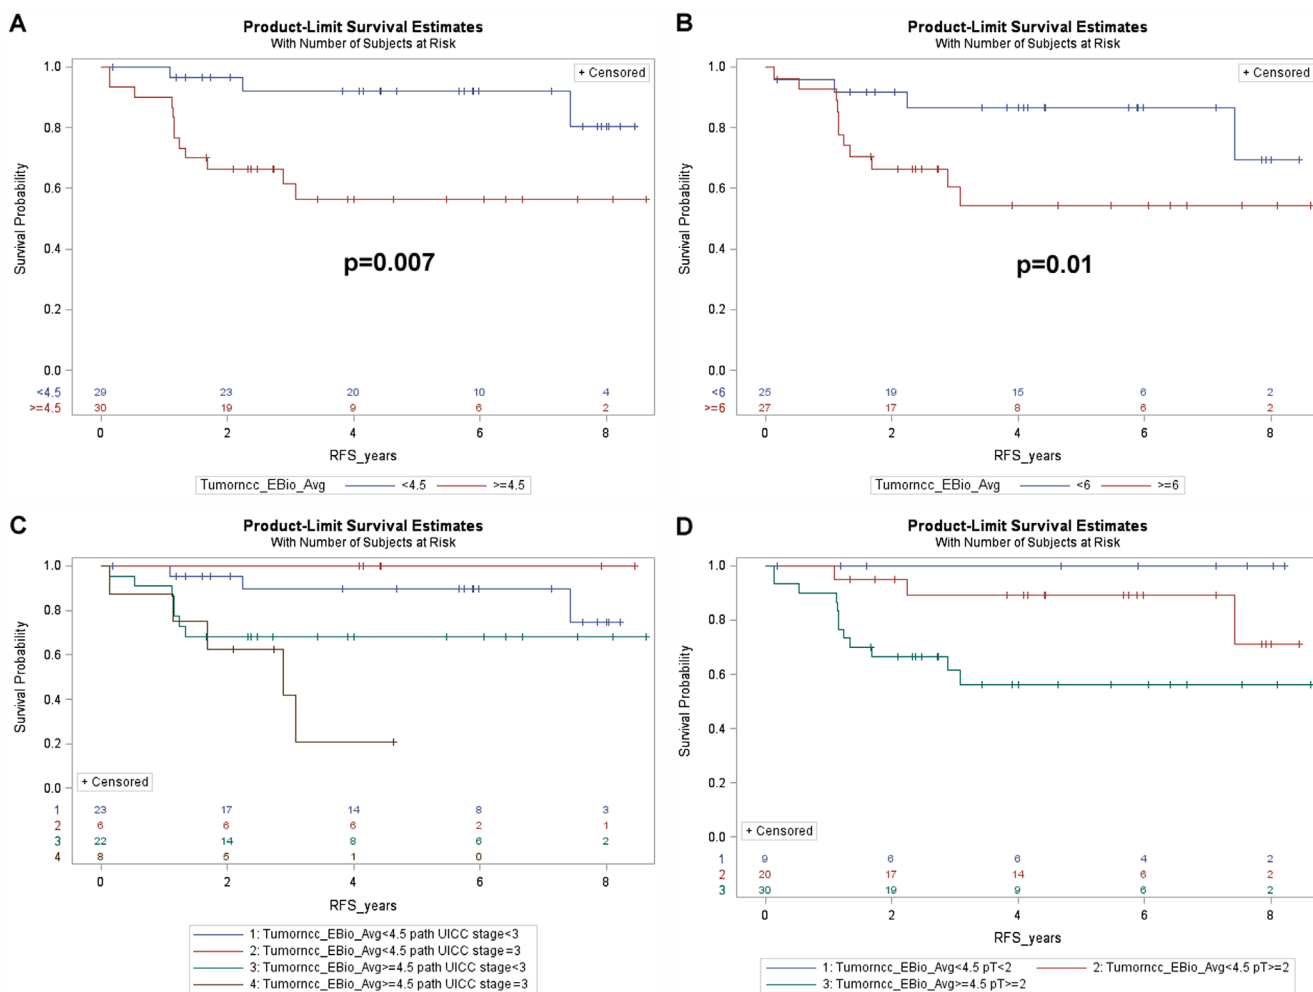 A
Product-Limit Survival Estimates
With Number of Subjects at Risk
+ Censored
1.0
0.8
0.6
0.4
0.2
0.0
Survival Probability
p=0.007
<4.5 29 23 20 10 4
>=4.5 30 19 9 6 2
0 2 4 6 8
RFS_years
Tumorncc_EBio_Avg <4.5 >=4.5
B
Product-Limit Survival Estimates
With Number of Subjects at Risk
+ Censored
1.0
0.8
0.6
0.4
0.2
0.0
Survival Probability
p=0.01
<6 25 19 15 6 2
>=6 27 17 8 6 2
0 2 4 6 8
RFS_years
Tumorncc_EBio_Avg <6 >=6
C
Product-Limit Survival Estimates
With Number of Subjects at Risk
1.0
0.8
0.6
0.4
0.2
0.0
Survival Probability
+ Censored
1 23 17 14 8 3
2 6 6 6 2 1
3 22 14 8 6 2
4 8 5 1 0
0 2 4 6 8
RFS_years
1: Tumorncc_EBio_Avg<4.5 path UICC stage<3
2: Tumorncc_EBio_Avg<4.5 path UICC stage=3
3: Tumorncc_EBio_Avg>=4.5 path UICC stage<3
4: Tumorncc_EBio_Avg>=4.5 path UICC stage=3
D
Product-Limit Survival Estimates
With Number of Subjects at Risk
1.0
0.8
0.6
0.4
0.2
0.0
Survival Probability
+ Censored
1 9 6 6 4 2
2 20 17 14 6 2
3 30 19 9 6 2
0 2 4 6 8
RFS_years
1: Tumorncc_EBio_Avg<4.5 pT<2 2: Tumorncc_EBio_Avg<4.5 pT>=2
3: Tumorncc_EBio_Avg>=4.5 pT>=2